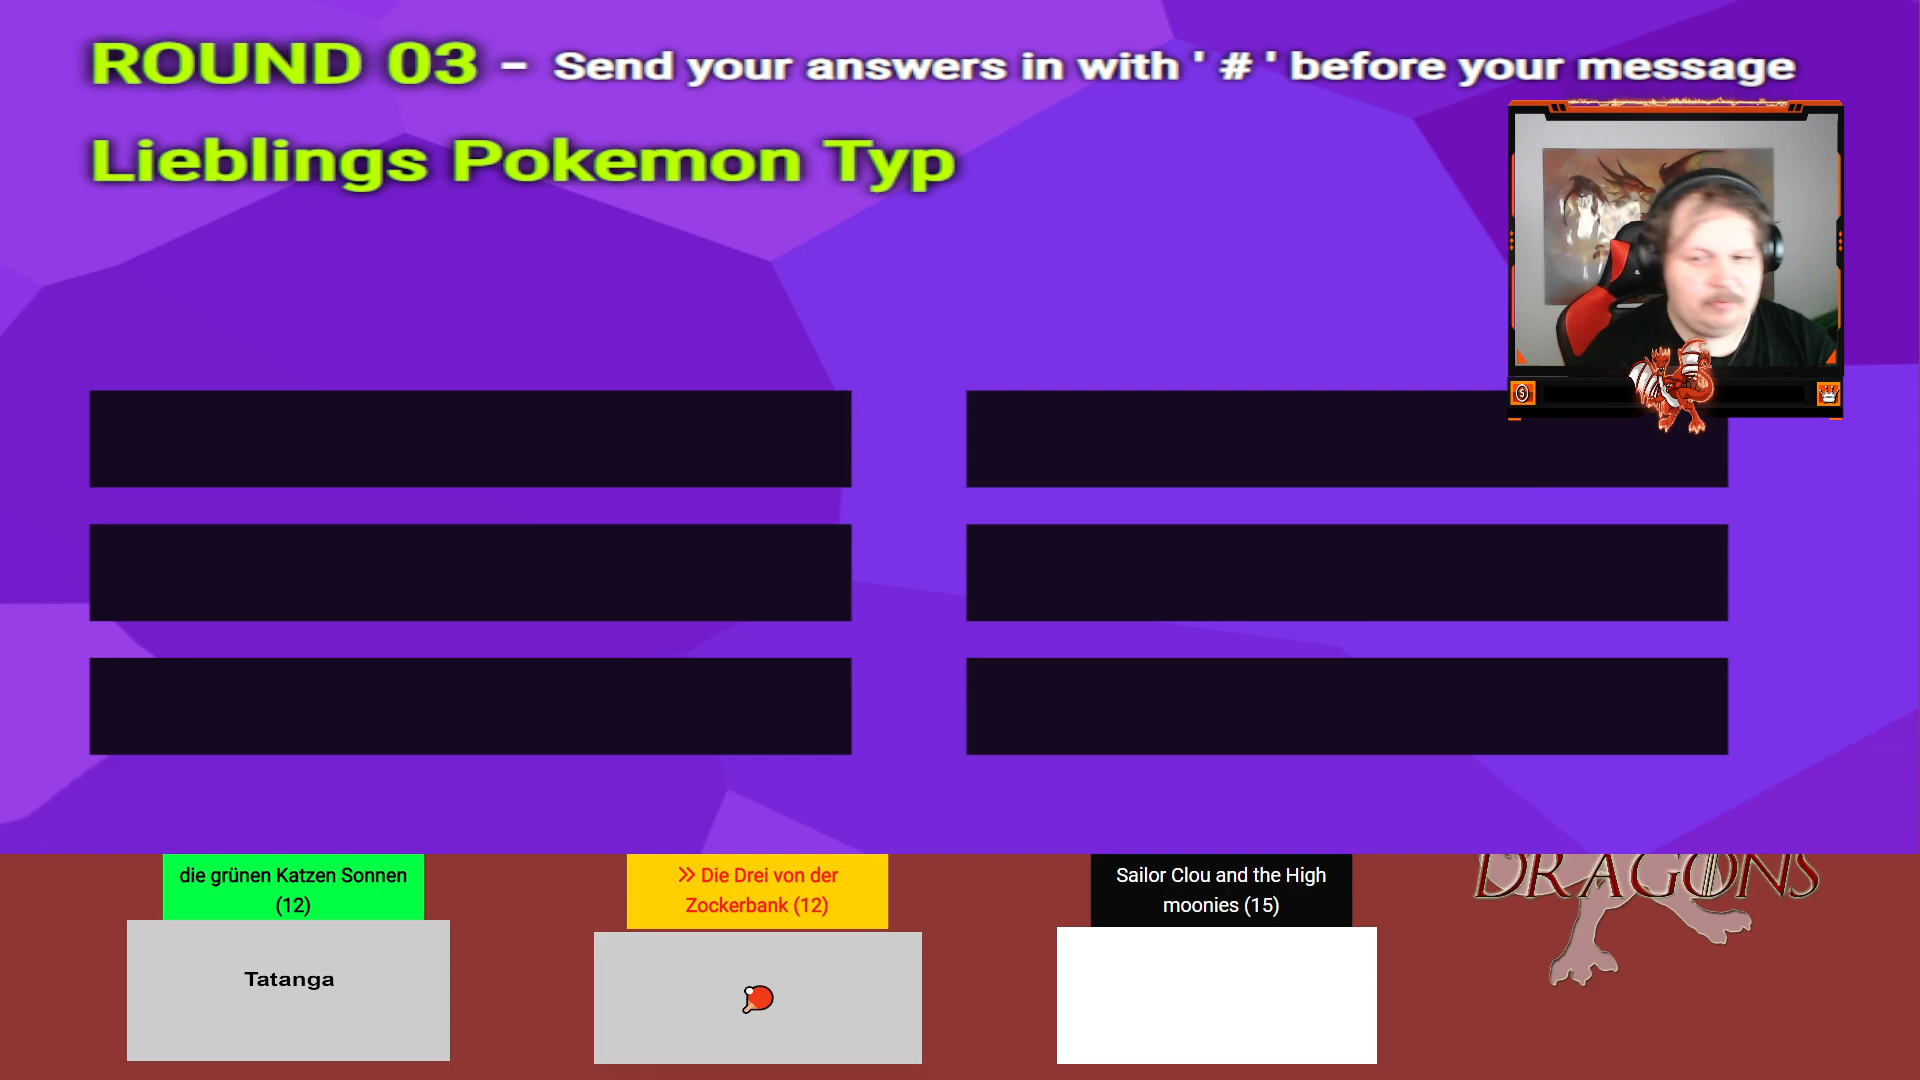 ROUND 03 - Send your answers in with ' # ' before your message
Lieblings Pokemon Typ
die grünen Katzen Sonnen
(12)
Tatanga
Die Drei von der
Zockerbank (12)
Sailor Clou and the High
moonies (15)
DRAGONS